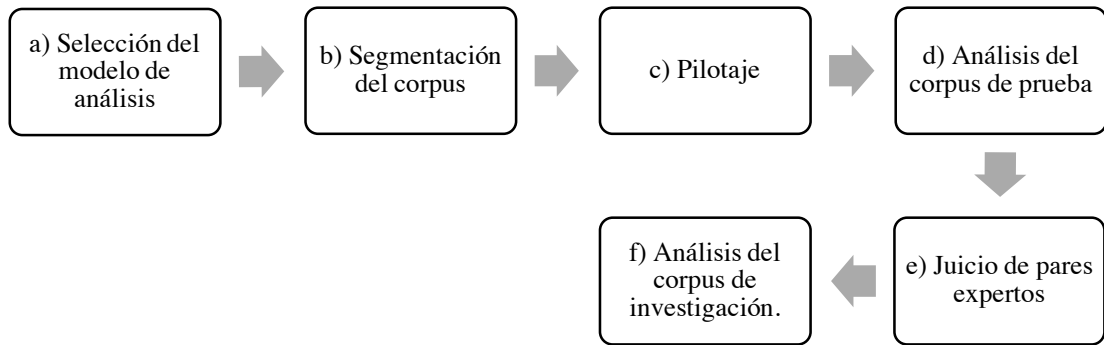 a) Selección del
modelo de
análisis
b) Segmentación
del corpus
c) Pilotaje
d) Análisis del
corpus de prueba
e) Juicio de pares
expertos
f) Análisis del
corpus de
investigación.